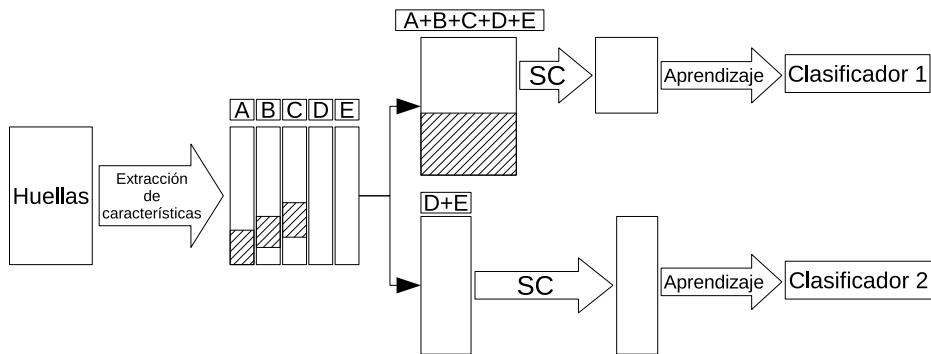 A+B+C+D+E
SC
Aprendizaje
Clasificador 1
A B C D E
Huellas
Extracción
de
características
D+E
SC
Aprendizaje
Clasificador 2